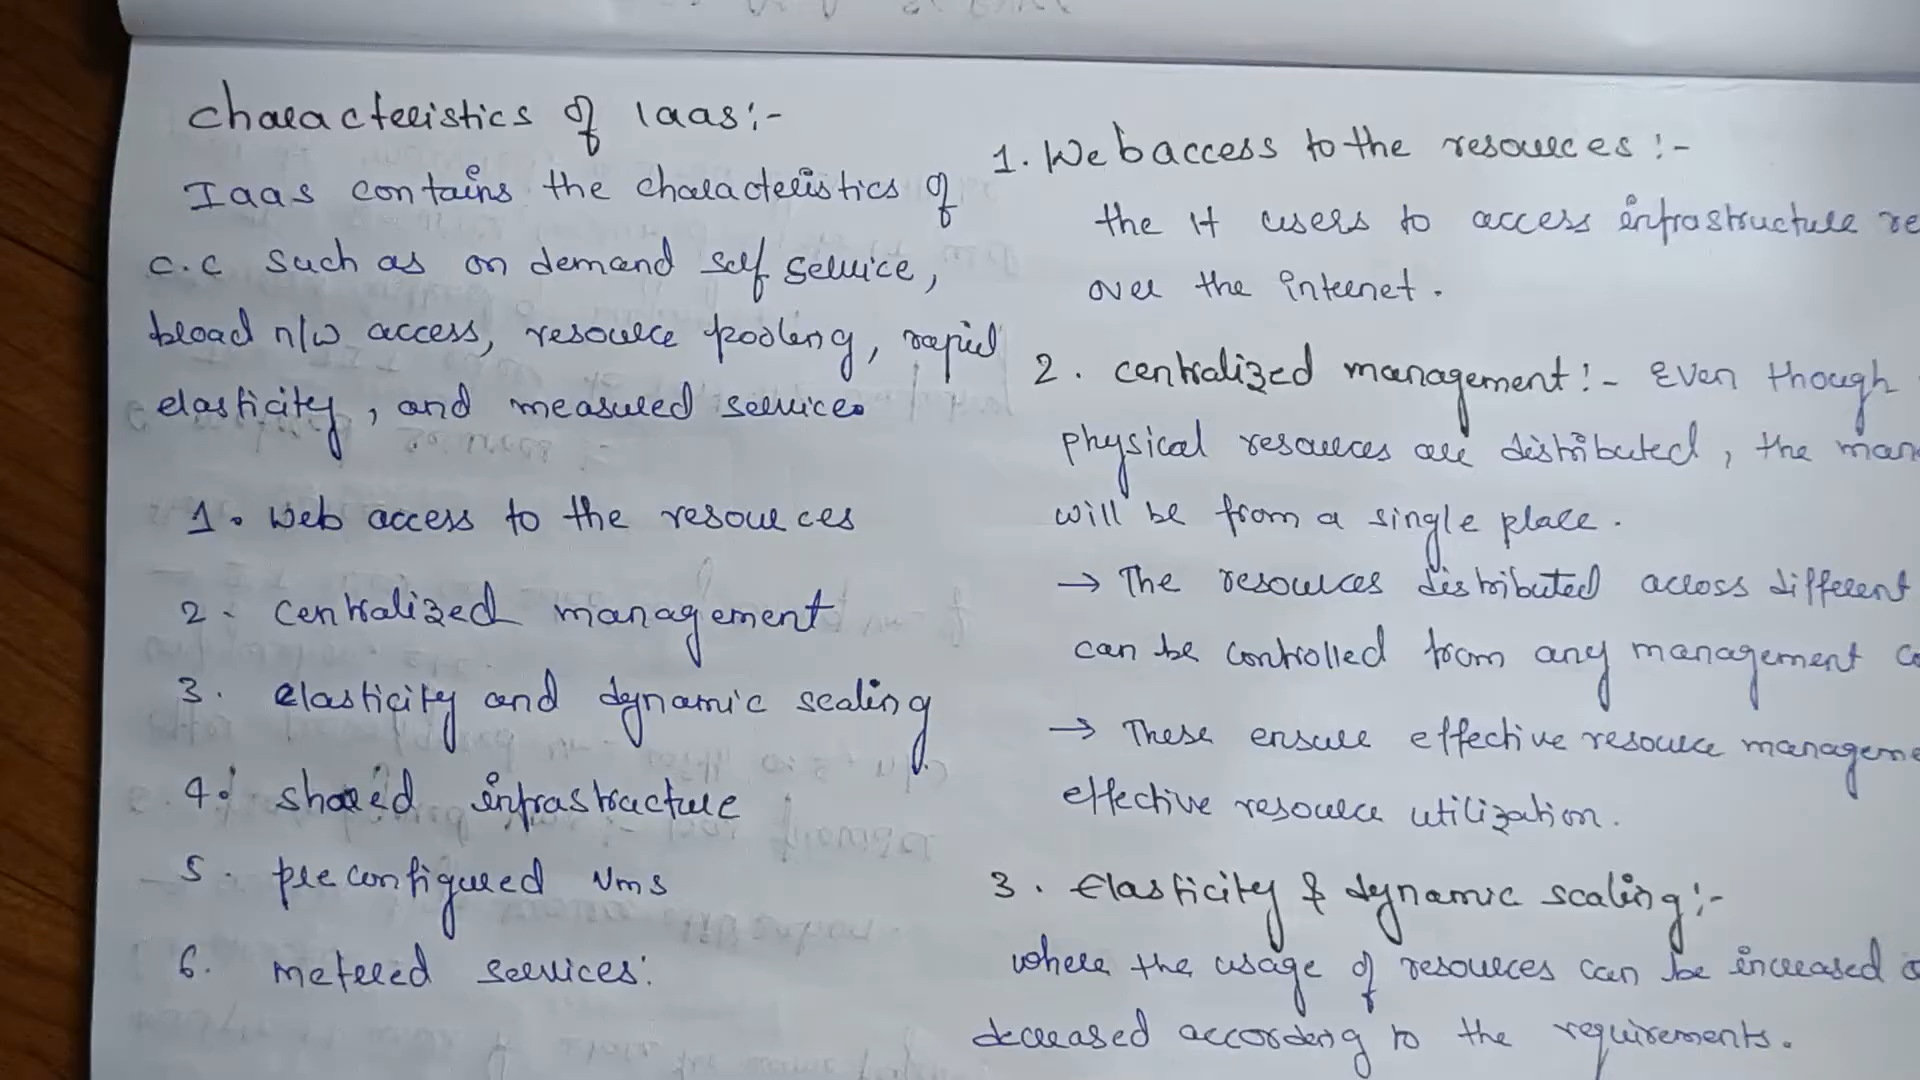 characteristics of Iaas:-
Iaas contains the characteristics of
c.c such as on demand self service,
broad n/w access, resource pooling, rapid
elasticity, and measured services
1. web access to the resources
2. centralized management
3. elasticity and dynamic scaling
4. shared infrastructure
5. preconfigured vms
6. metered services:
1. Web access to the resources :-
the It users to access infrastructure re
over the internet.
2. centralized management :- Even though
physical resources are distributed, the man
will be from a single place.
→ The resources distributed across different
can be controlled from any management co
→ These ensure effective resource manageme
effective resource utilization.
3. Elasticity & dynamic scaling :-
where the usage of resources can be increased o
decreased according to the requirements.